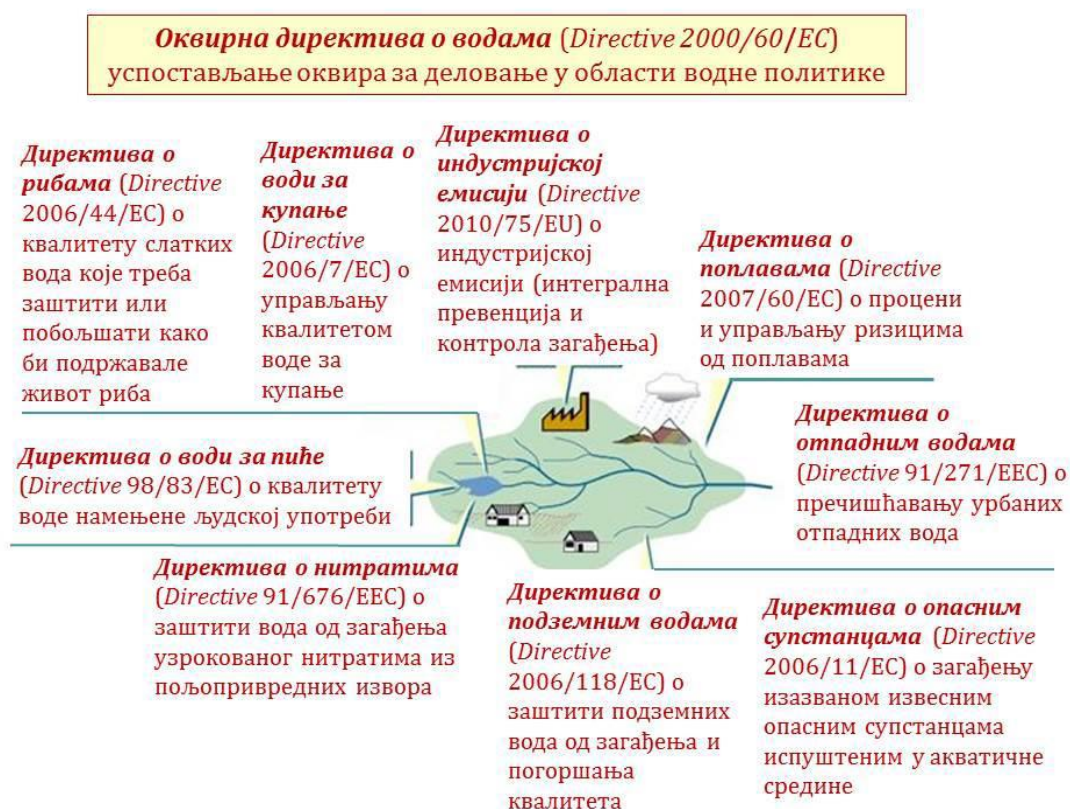 Оквирна директива о водама (Directive 2000/60/EC)
успостављање оквира за деловање у области водне политике
Директива о
рибама (Directive
2006/44/EC) о
квалитету слатких
вода које треба
заштити или
побољшати како
би подржавале
живот риба
Директива о
води за
купање
(Directive
2006/7/EC) о
управљању
квалитетом
воде за
купање
Директива о
индустријској
емисији (Directive
2010/75/EU) о
индустријској
емисији (интегрална
превенција и
контрола загађења)
Директива о
поплавама (Directive
2007/60/EC) о процени
и управљању ризицима
од поплавама
Директива о води за пиће
(Directive 98/83/EC) о квалитету
воде намењене људској употреби
Директива о
отпадним водама
(Directive 91/271/EEC) о
пречишћавању урбаних
отпадних вода
Директива о нитратима
(Directive 91/676/EEC) о
заштити вода од загађења
узрокованог нитратима из
пољопривредних извора
Директива о
подземним водама
(Directive
2006/118/EC) о
заштити подземних
вода од загађења и
погоршања
квалитета
Директива о опасним
супстанцама (Directive
2006/11/EC) о загађењу
изазваном извесним
опасним супстанцама
испуштеним у акватичне
средине